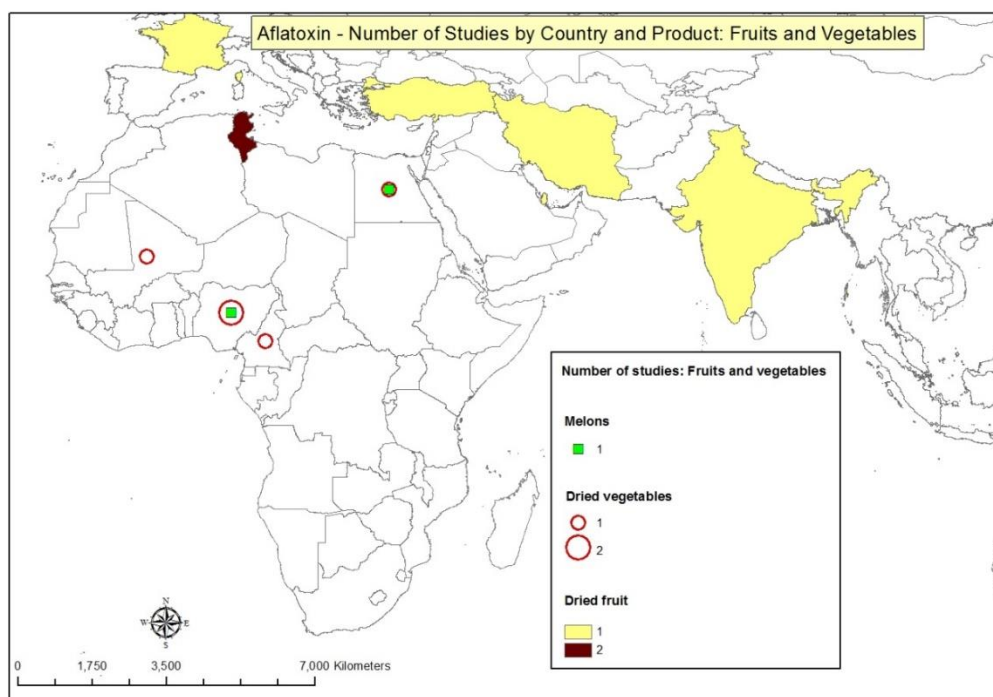 Aflatoxin - Number of Studies by Country and Product: Fruits and Vegetables
Number of studies: Fruits and vegetables
Melons
1
Dried vegetables
1
2
Dried fruit
1
2
N
W E
S
0 1,750 3,500 7,000 Kilometers